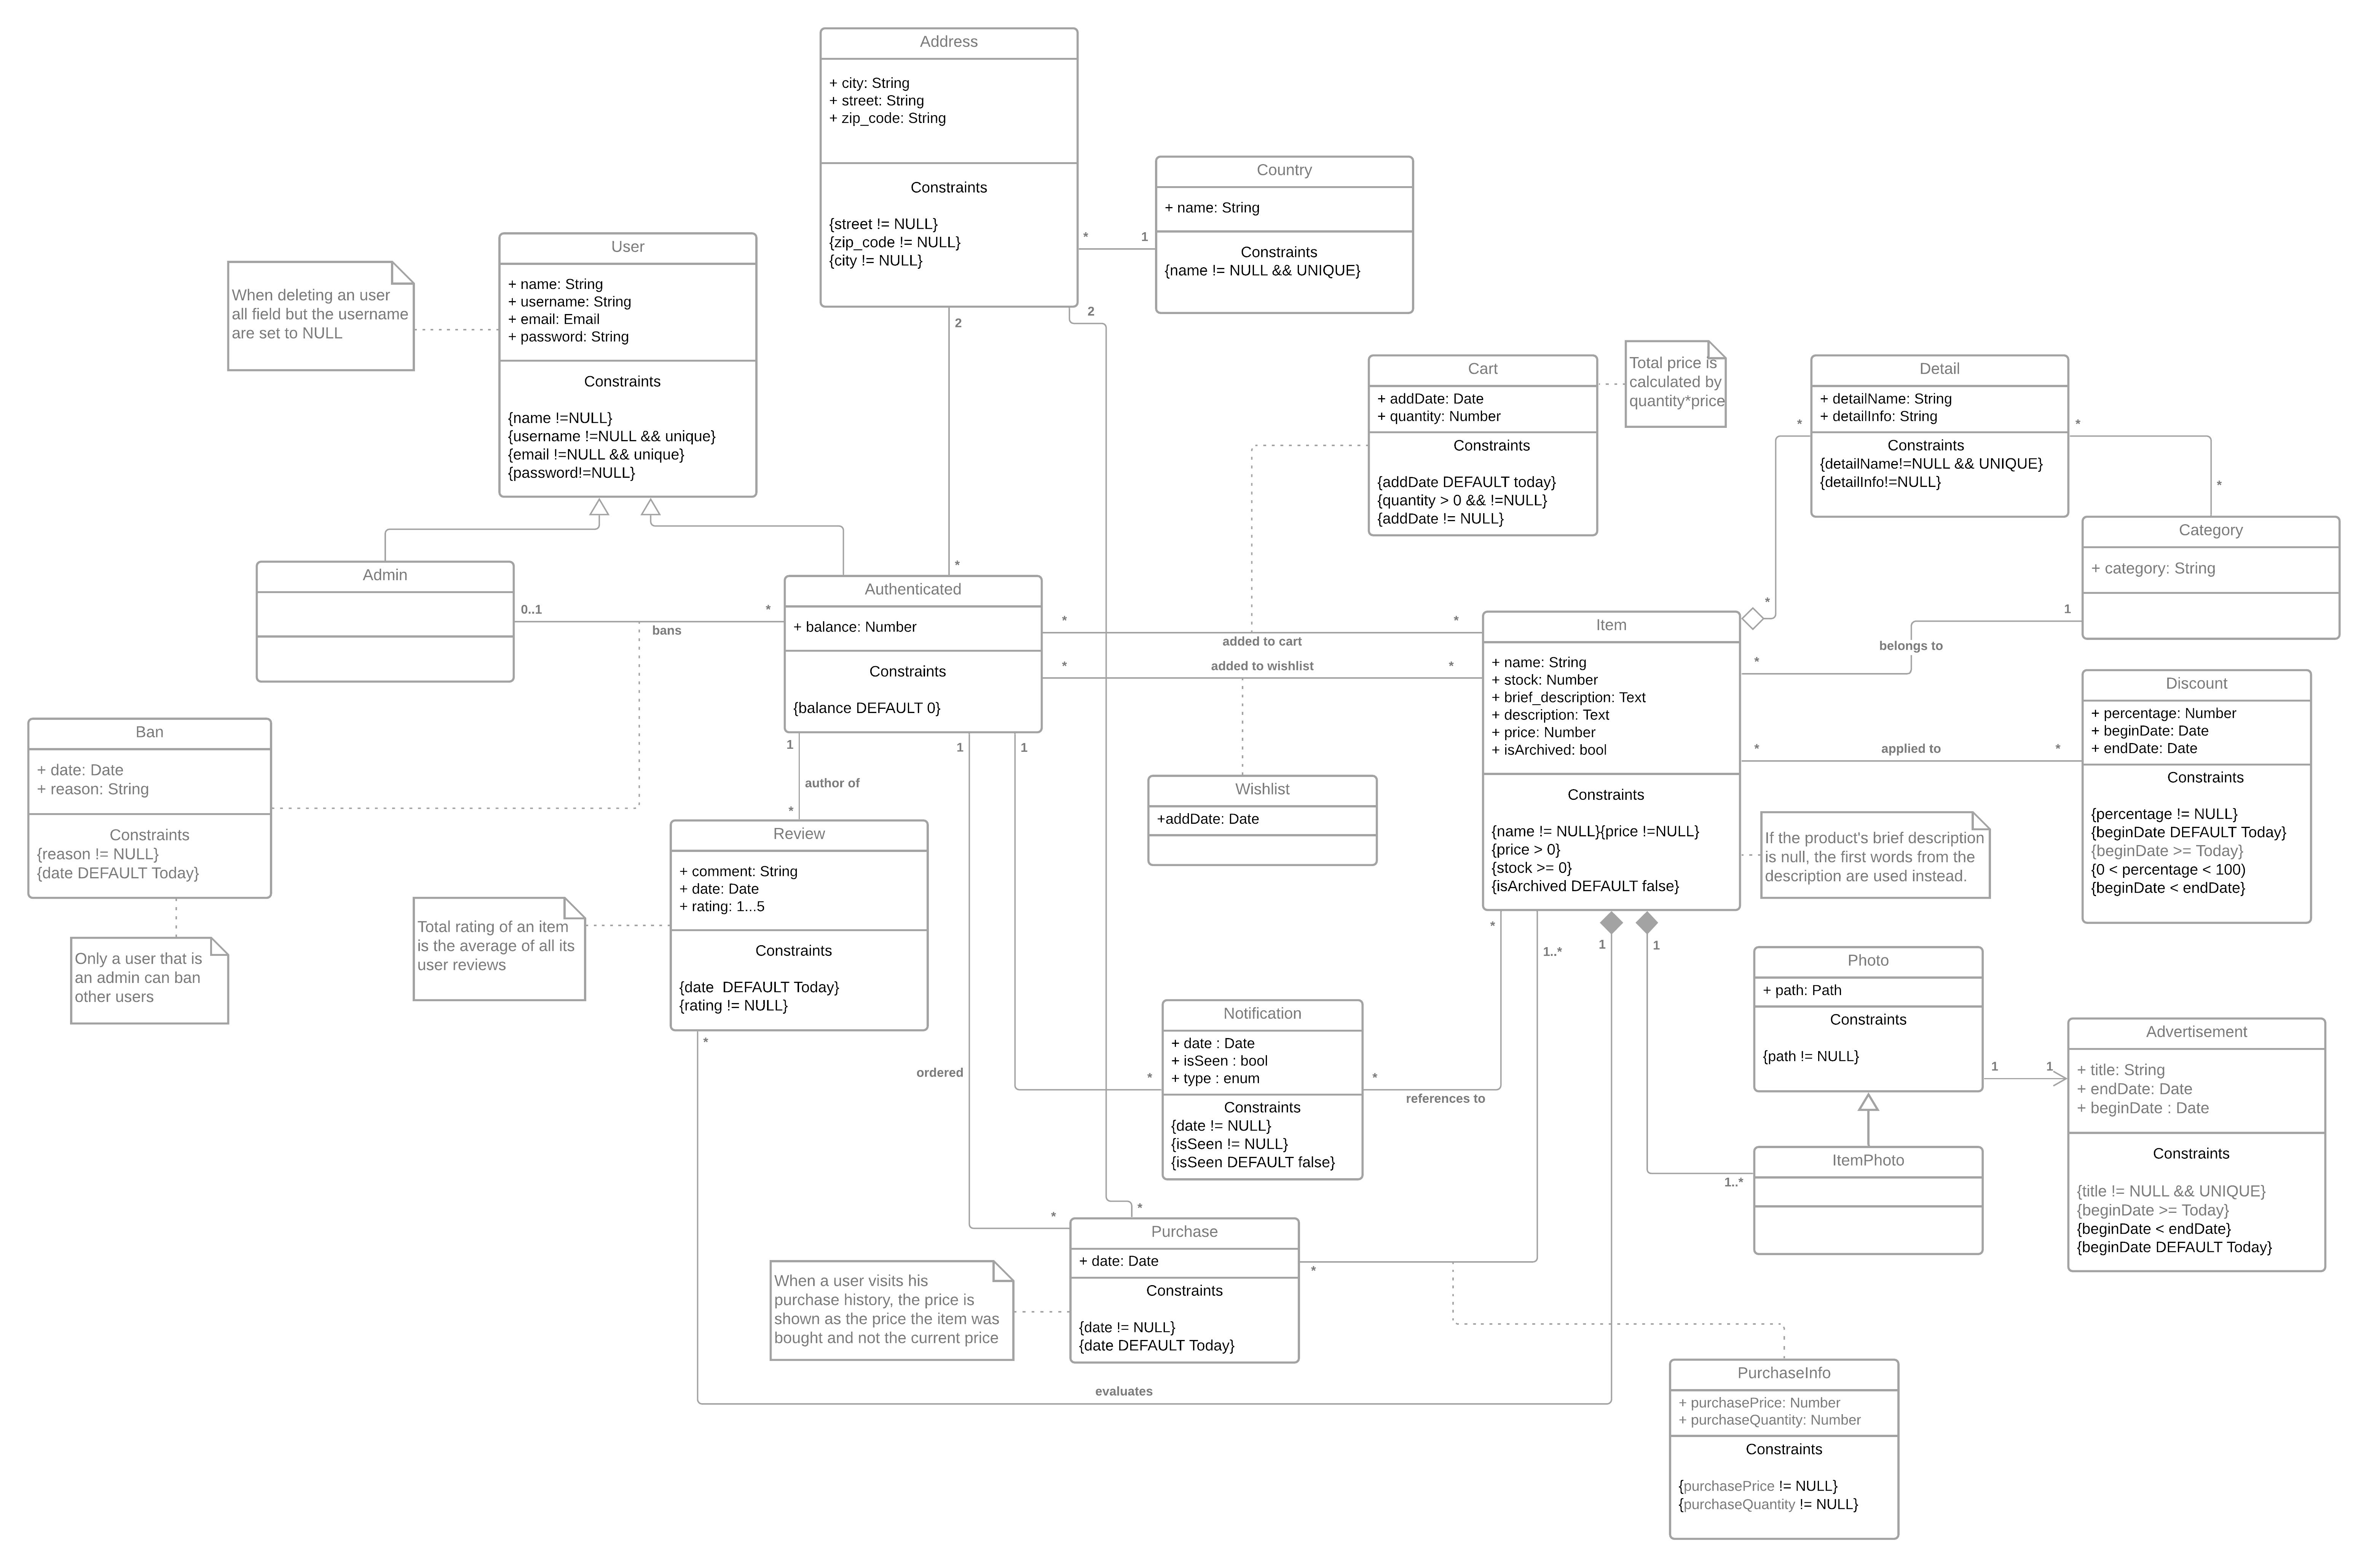 Address
+ city: String
+ street: String
+ zip_code: String
Constraints
{street != NULL}
{zip_code != NULL}
{city != NULL}
Country
+ name: String
Constraints
{name != NULL && UNIQUE}
*
1
2
2
User
+ name: String
+ username: String
+ email: Email
+ password: String
Constraints
{name !=NULL}
{username !=NULL && unique}
{email !=NULL && unique}
{password!=NULL}
When deleting an user
all field but the username
are set to NULL
Cart
+ addDate: Date
+ quantity: Number
Constraints
{addDate DEFAULT today}
{quantity > 0 && !=NULL}
{addDate != NULL}
Total price is
calculated by
quantity*price
Detail
+ detailName: String
+ detailInfo: String
Constraints
{detailName!=NULL && UNIQUE}
{detailInfo!=NULL}
*
*
*
*
Category
+ category: String
Admin
0..1
*
bans
*
Authenticated
+ balance: Number
Constraints
{balance DEFAULT 0}
*
*
added to cart
*
*
added to wishlist
Item
+ name: String
+ stock: Number
+ brief_description: Text
+ description: Text
+ price: Number
+ isArchived: bool
Constraints
{name != NULL}{price !=NULL}
{price > 0}
{stock >= 0}
{isArchived DEFAULT false}
1
belongs to
*
Discount
+ percentage: Number
+ beginDate: Date
+ endDate: Date
Constraints
{percentage != NULL}
{beginDate DEFAULT Today}
{beginDate >= Today}
{0 < percentage < 100)
{beginDate < endDate}
*
applied to
*
Ban
+ date: Date
+ reason: String
Constraints
{reason != NULL}
{date DEFAULT Today}
Only a user that is
an admin can ban
other users
1
author of
*
1
1
Review
+ comment: String
+ date: Date
+ rating: 1...5
Constraints
{date  DEFAULT Today}
{rating != NULL}
*
Total rating of an item
is the average of all its
user reviews
Wishlist
+addDate: Date
If the product's brief description
is null, the first words from the
description are used instead.
*
1..*
1
1
Photo
+ path: Path
Constraints
{path != NULL}
1
1
Advertisement
+ title: String
+ endDate: Date
+ beginDate : Date
Constraints
{title != NULL && UNIQUE}
{beginDate >= Today}
{beginDate < endDate}
{beginDate DEFAULT Today}
Notification
+ date : Date
+ isSeen : bool
+ type : enum
Constraints
{date != NULL}
{isSeen != NULL}
{isSeen DEFAULT false}
*
*
references to
ordered
ItemPhoto
1..*
*
*
Purchase
+ date: Date
Constraints
{date != NULL}
{date DEFAULT Today}
*
When a user visits his
purchase history, the price is
shown as the price the item was
bought and not the current price
evaluates
PurchaseInfo
+ purchasePrice: Number
+ purchaseQuantity: Number
Constraints
{purchasePrice != NULL}
{purchaseQuantity != NULL}